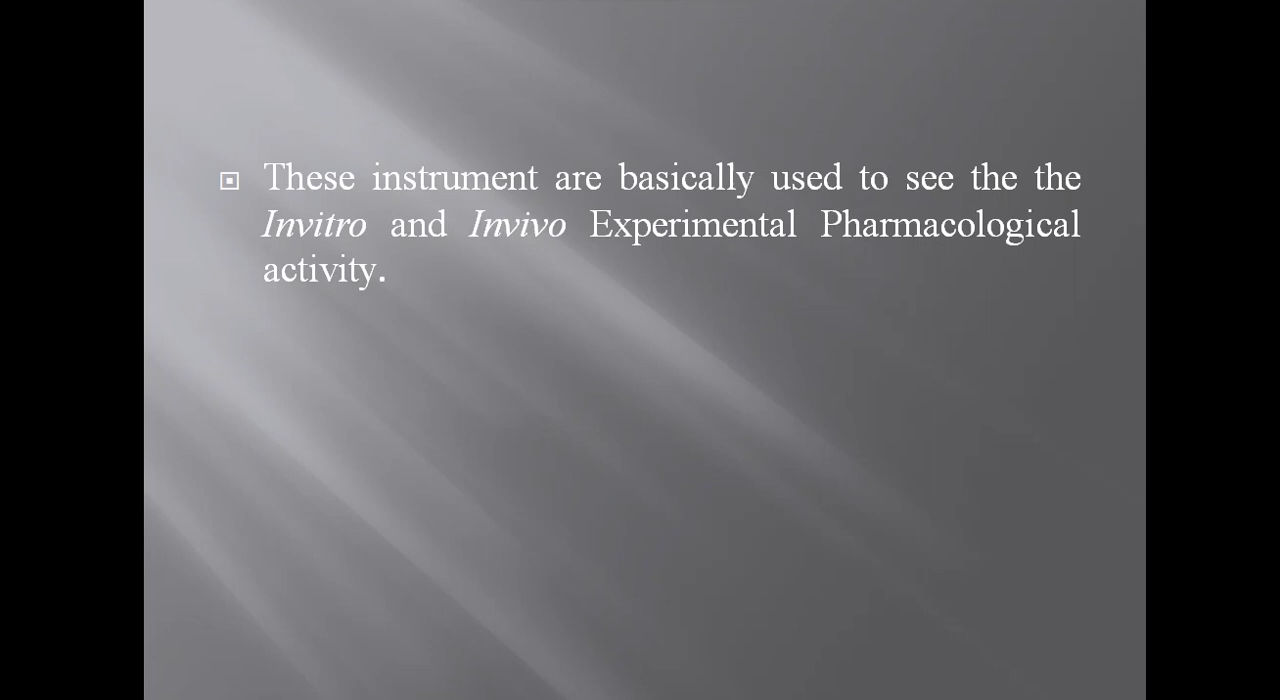 These instrument are basically used to see the the
Invitro and Invivo Experimental Pharmacological
activity.